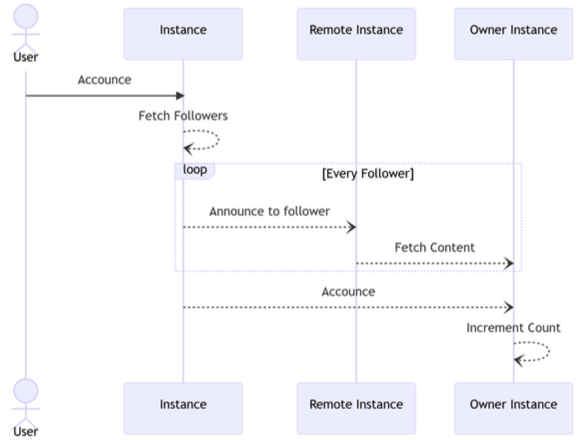 Instance
Remote Instance
Owner Instance
User
Accounce
Fetch Followers
loop
[Every Follower]
Announce to follower
Fetch Content
Accounce
Increment Count
Instance
Remote Instance
Owner Instance
User